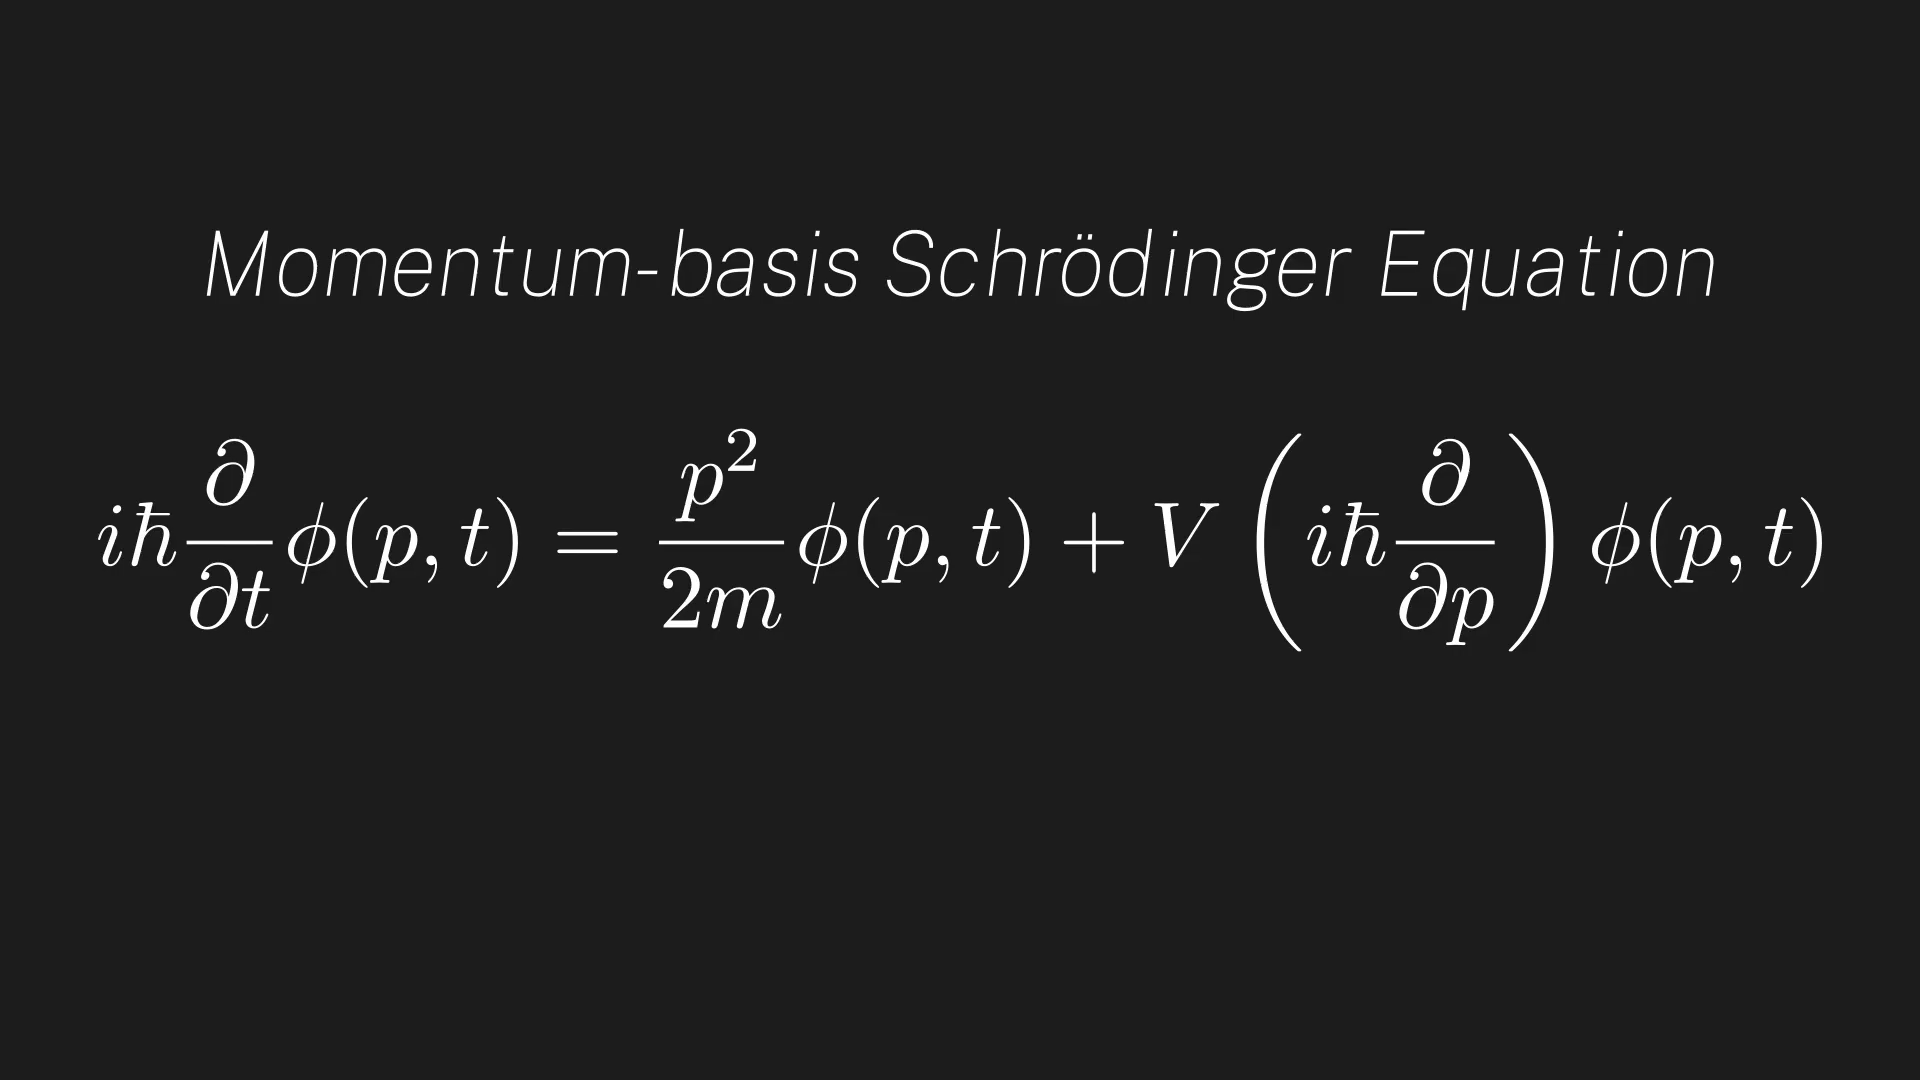 Momentum-basis Schrödinger Equation
iℏ ∂/∂t ϕ(p, t) = p²/2m ϕ(p, t) + V (iℏ ∂/∂p) ϕ(p, t)